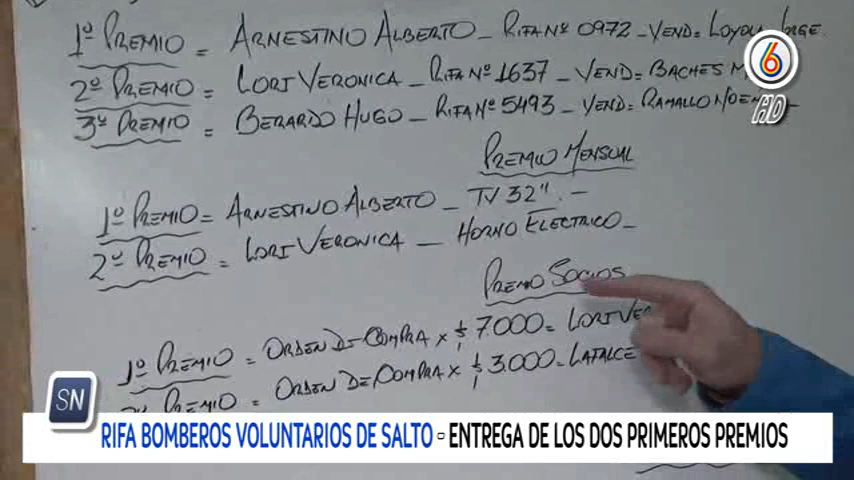 1º PREMIO = ARNESTINO ALBERTO - RIFA Nº 0972 - VEND= LOYOLA JORGE
2º PREMIO = LORI VERONICA - RIFA Nº 1637 - VEND= BACHES
3º PREMIO = BERARDO HUGO - RIFA Nº 5493 - VEND= RAMALLO NOEMI
6
HD
PREMIO MENSUAL
1º PREMIO = ARNESTINO ALBERTO - TV 32". -
2º PREMIO = LORI VERONICA - HORNO ELECTRICO -
PREMIO SOCIOS
1º PREMIO = ORDEN DE COMPRA x $ 7.000 = LORI
PREMIO = ORDEN DE COMPRA x $ 3.000 = LATALCE
SN
RIFA BOMBEROS VOLUNTARIOS DE SALTO - ENTREGA DE LOS DOS PRIMEROS PREMIOS